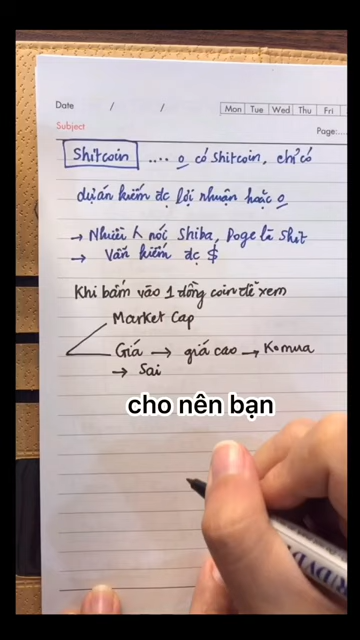 Date / /
Mon Tue Wed Thu Fri
Subject
Page:
Shitcoin .... o có shitcoin, chỉ có
dự án kiếm đc lợi nhuận hoặc o
→ Nhiều người nói Shiba, Doge là shit
→ Vẫn kiếm đc $
Khi bấm vào 1 đồng coin để xem
Market Cap
Giá → giá cao → K mua
→ Sai
cho nên bạn